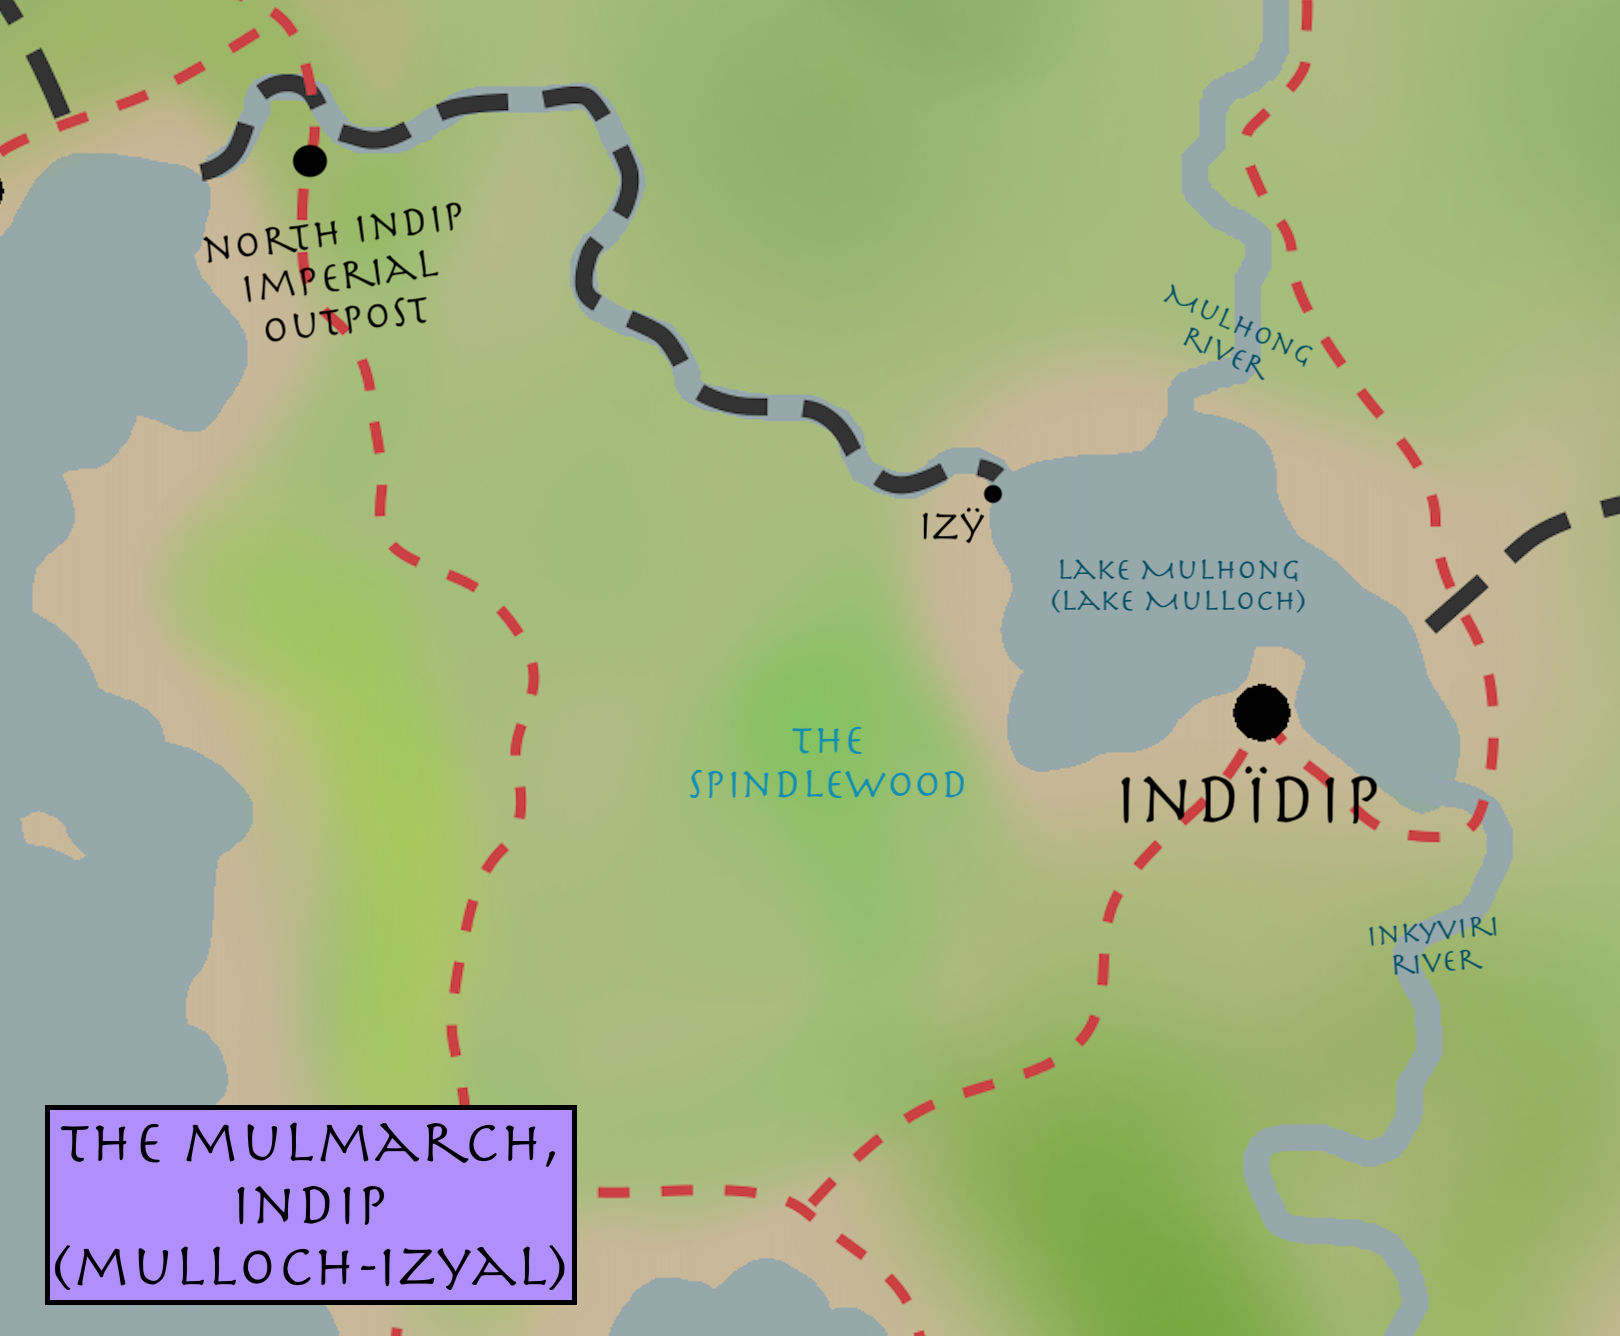 NORTH INDIP
IMPERIAL
OUTPOST
MULHONG
RIVER
IZŸ
LAKE MULHONG
(LAKE MULLOCH)
THE
SPINDLEWOOD
INDÏDIP
INKYVIRI
RIVER
THE MULMARCH,
INDIP
(MULLOCH-IZYAL)